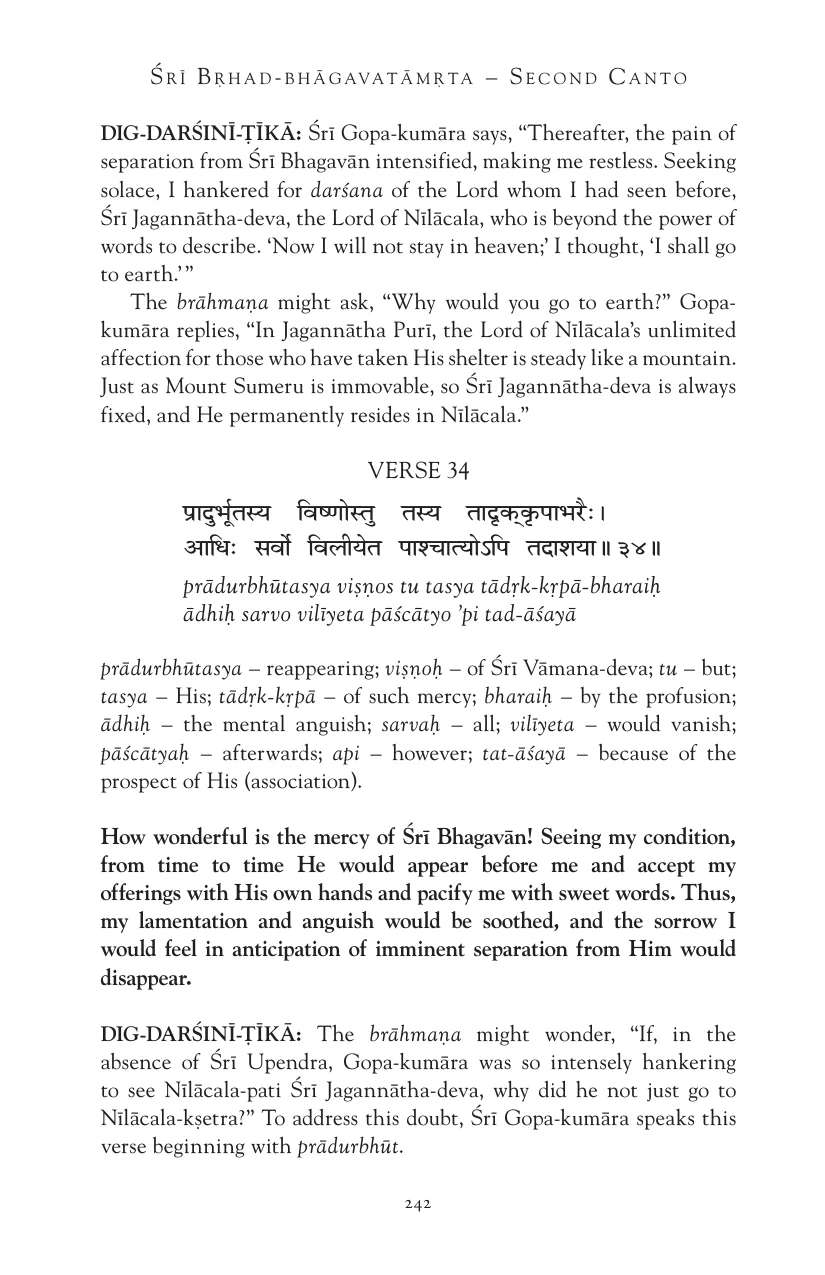 ŚRĪ BṚHAD-BHĀGAVATĀMṚTA – SECOND CANTO
DIG-DARŚINĪ-ṬĪKĀ: Śrī Gopa-kumāra says, “Thereafter, the pain of
separation from Śrī Bhagavān intensified, making me restless. Seeking
solace, I hankered for darśana of the Lord whom I had seen before,
Śrī Jagannātha-deva, the Lord of Nīlācala, who is beyond the power of
words to describe. ‘Now I will not stay in heaven;’ I thought, ‘I shall go
to earth.’”
The brāhmaṇa might ask, “Why would you go to earth?” Gopa-
kumāra replies, “In Jagannātha Purī, the Lord of Nīlācala’s unlimited
affection for those who have taken His shelter is steady like a mountain.
Just as Mount Sumeru is immovable, so Śrī Jagannātha-deva is always
fixed, and He permanently resides in Nīlācala.”
VERSE 34
प्रादुर्भूतस्य विष्णोस्तु तस्य तादृक्कृपाभरैः।
आधिः सर्वो विलीयेत पाश्चात्योऽपि तदाशया॥३४॥
prādurbhūtasya viṣṇos tu tasya tādṛk-kṛpā-bharaiḥ
ādhiḥ sarvo vilīyeta pāścātyo ’pi tad-āśayā
prādurbhūtasya – reappearing; viṣṇoḥ – of Śrī Vāmana-deva; tu – but;
tasya – His; tādṛk-kṛpā – of such mercy; bharaiḥ – by the profusion;
ādhiḥ – the mental anguish; sarvaḥ – all; vilīyeta – would vanish;
pāścātyaḥ – afterwards; api – however; tat-āśayā – because of the
prospect of His (association).
How wonderful is the mercy of Śrī Bhagavān! Seeing my condition,
from time to time He would appear before me and accept my
offerings with His own hands and pacify me with sweet words. Thus,
my lamentation and anguish would be soothed, and the sorrow I
would feel in anticipation of imminent separation from Him would
disappear.
DIG-DARŚINĪ-ṬĪKĀ: The brāhmaṇa might wonder, “If, in the
absence of Śrī Upendra, Gopa-kumāra was so intensely hankering
to see Nīlācala-pati Śrī Jagannātha-deva, why did he not just go to
Nīlācala-kṣetra?” To address this doubt, Śrī Gopa-kumāra speaks this
verse beginning with prādurbhūt.
242